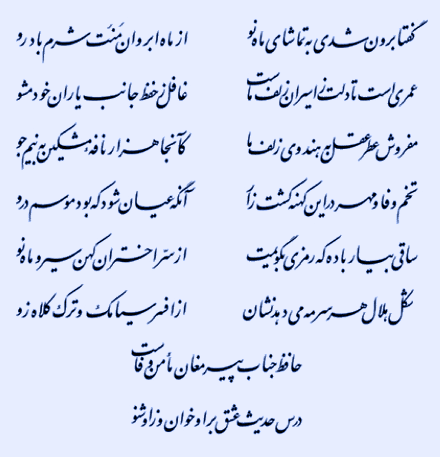 گفتا برون شدی به تماشای ماه نو از ماه ابروان منت شرم باد رو
عمریست تا دلت ز اسیران زلف ماست غافل ز حفظ جانب یاران خود مشو
مفروش عطر عقل به هندوی زلف ما کآنجا هزار نافه مشکین به نیم جو
تخم وفا و مهر در این کهنه کشت زار آنگه عیان شود که بود موسم درو
ساقی بیار باده که رمزی بگویمت از سر اختران کهن سیر و ماه نو
شکل هلال هر سر مه می‌دهد نشان از افسر سیامک و ترک کلاه زو
حافظ جناب پیر مغان مأمن وفاست
درس حدیث عشق بر او خوان و ز او شنو